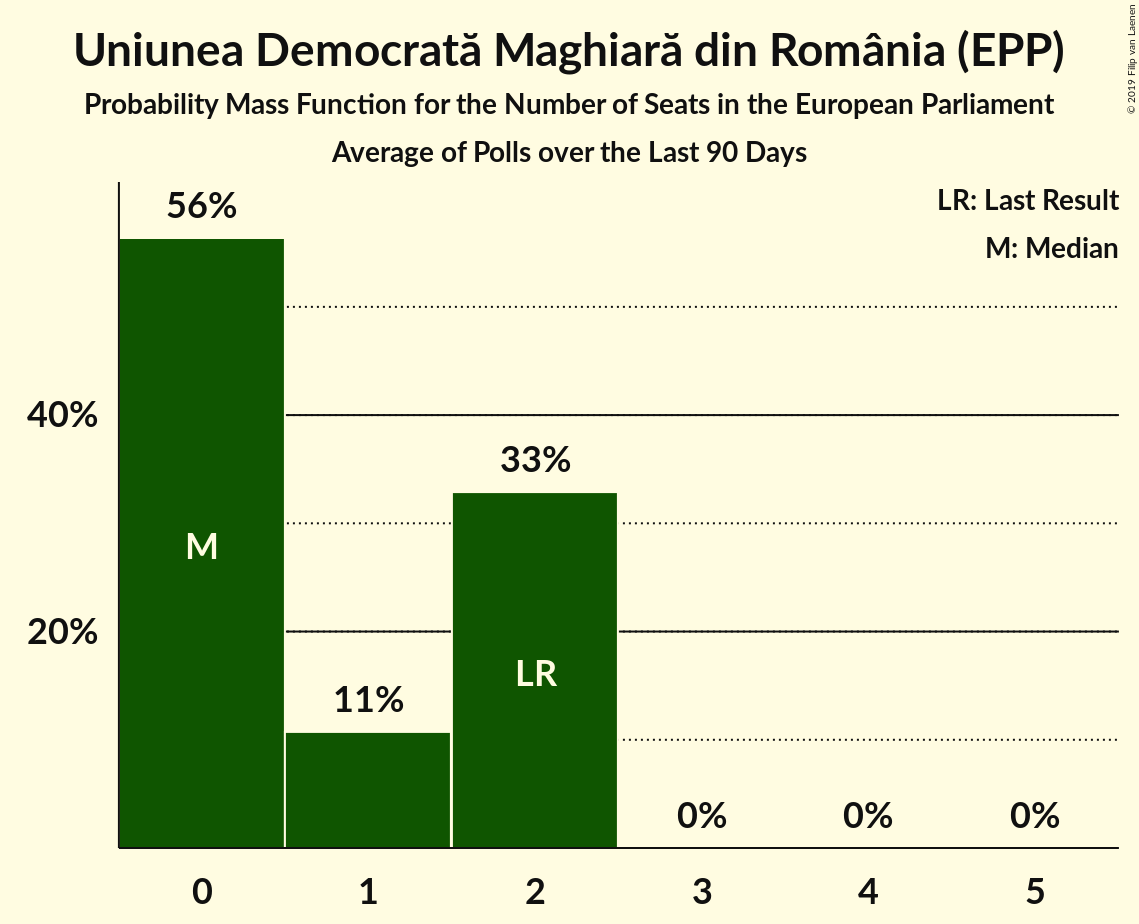 Uniunea Democrată Maghiară din România (EPP)
Probability Mass Function for the Number of Seats in the European Parliament
Average of Polls over the Last 90 Days
© 2019 Filip van Laenen
LR: Last Result
M: Median
56%
40%
33%
M
20%
LR
11%
0%
0%
0%
0
1
2
3
4
5